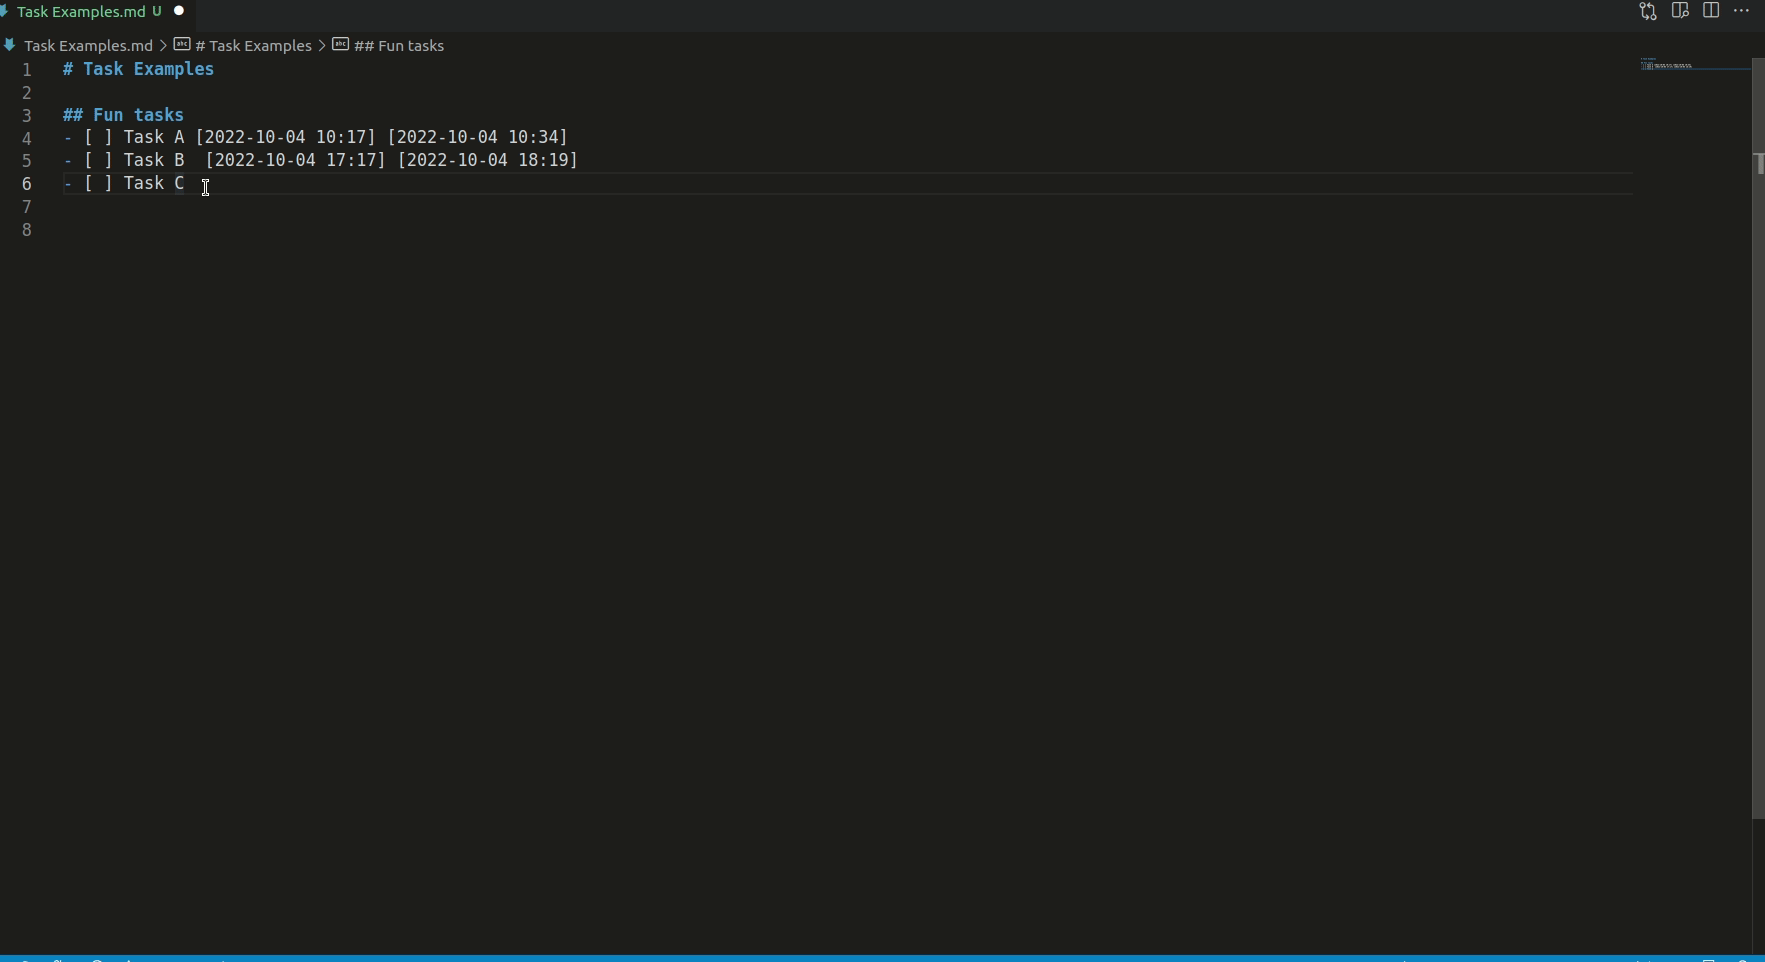 Task Examples.md U
Task Examples.md > # Task Examples > ## Fun tasks
1 # Task Examples
2
3 ## Fun tasks
4 - [ ] Task A [2022-10-04 10:17] [2022-10-04 10:34]
5 - [ ] Task B  [2022-10-04 17:17] [2022-10-04 18:19]
6 - [ ] Task C
7
8